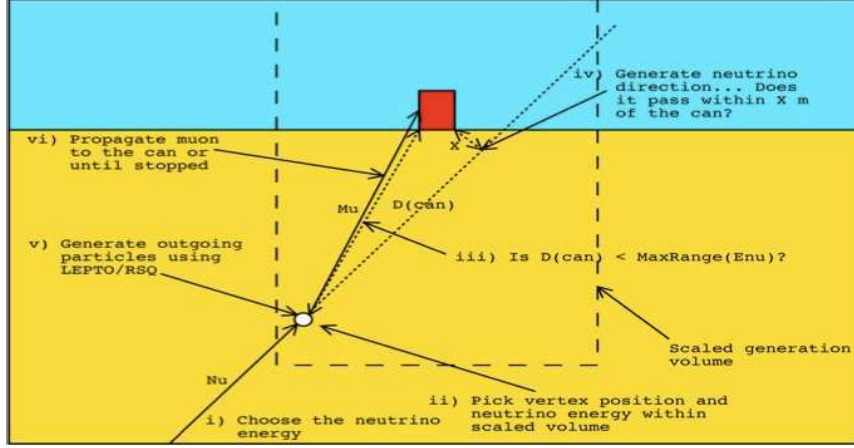 iv) Generate neutrino
direction... Does
it pass within X m
of the can?
vi) Propagate muon
to the can or
until stopped
X
Mu
D(can)
v) Generate outgoing
particles using
LEPTO/RSQ
iii) Is D(can) < MaxRange(Enu)?
Scaled generation
volume
Nu
ii) Pick vertex position and
neutrino energy within
scaled volume
i) Choose the neutrino
energy